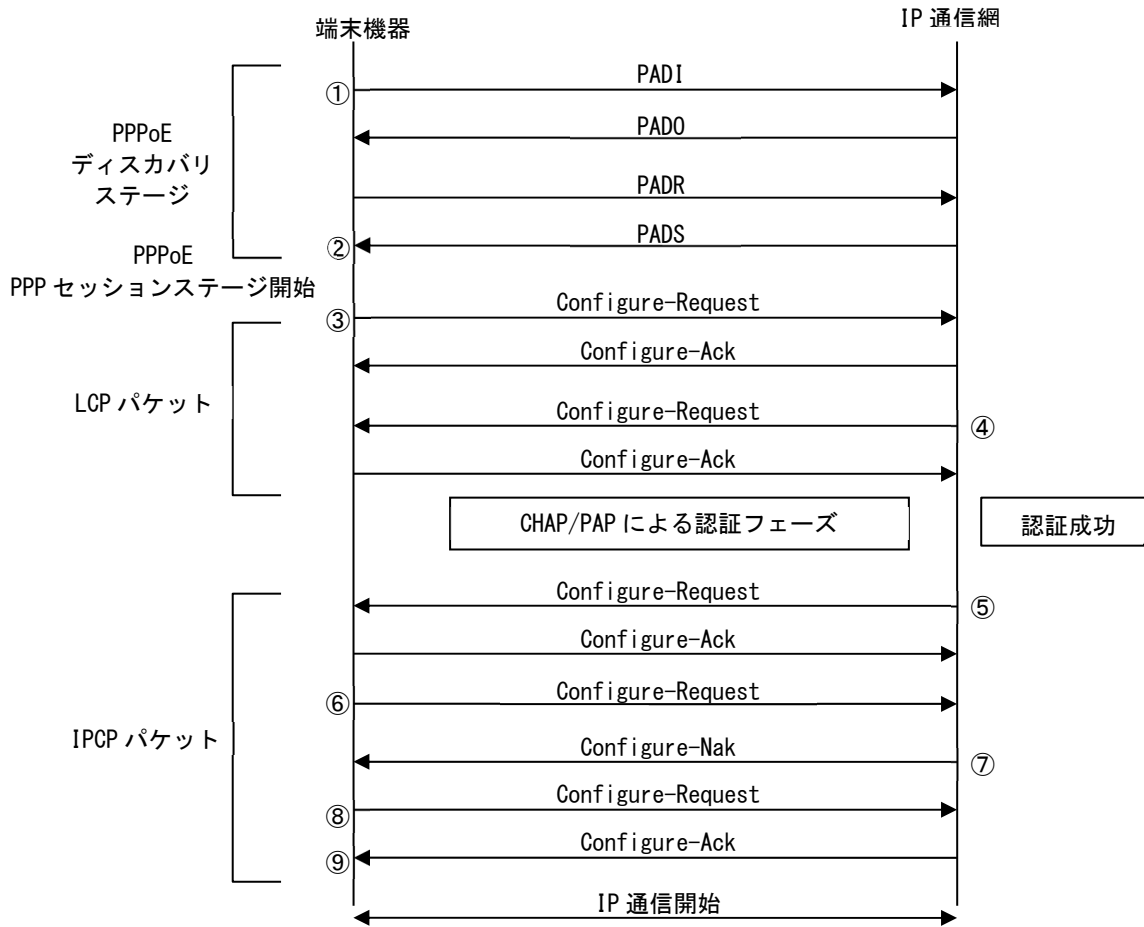 端末機器
IP 通信網
PPPoE
ディスカバリ
ステージ
①
PADI
PADO
PADR
②
PADS
PPPoE
PPP セッションステージ開始
③
Configure-Request
Configure-Ack
LCP パケット
Configure-Request
④
Configure-Ack
CHAP/PAP による認証フェーズ
認証成功
Configure-Request
⑤
Configure-Ack
⑥
Configure-Request
IPCP パケット
Configure-Nak
⑦
⑧
Configure-Request
⑨
Configure-Ack
IP 通信開始